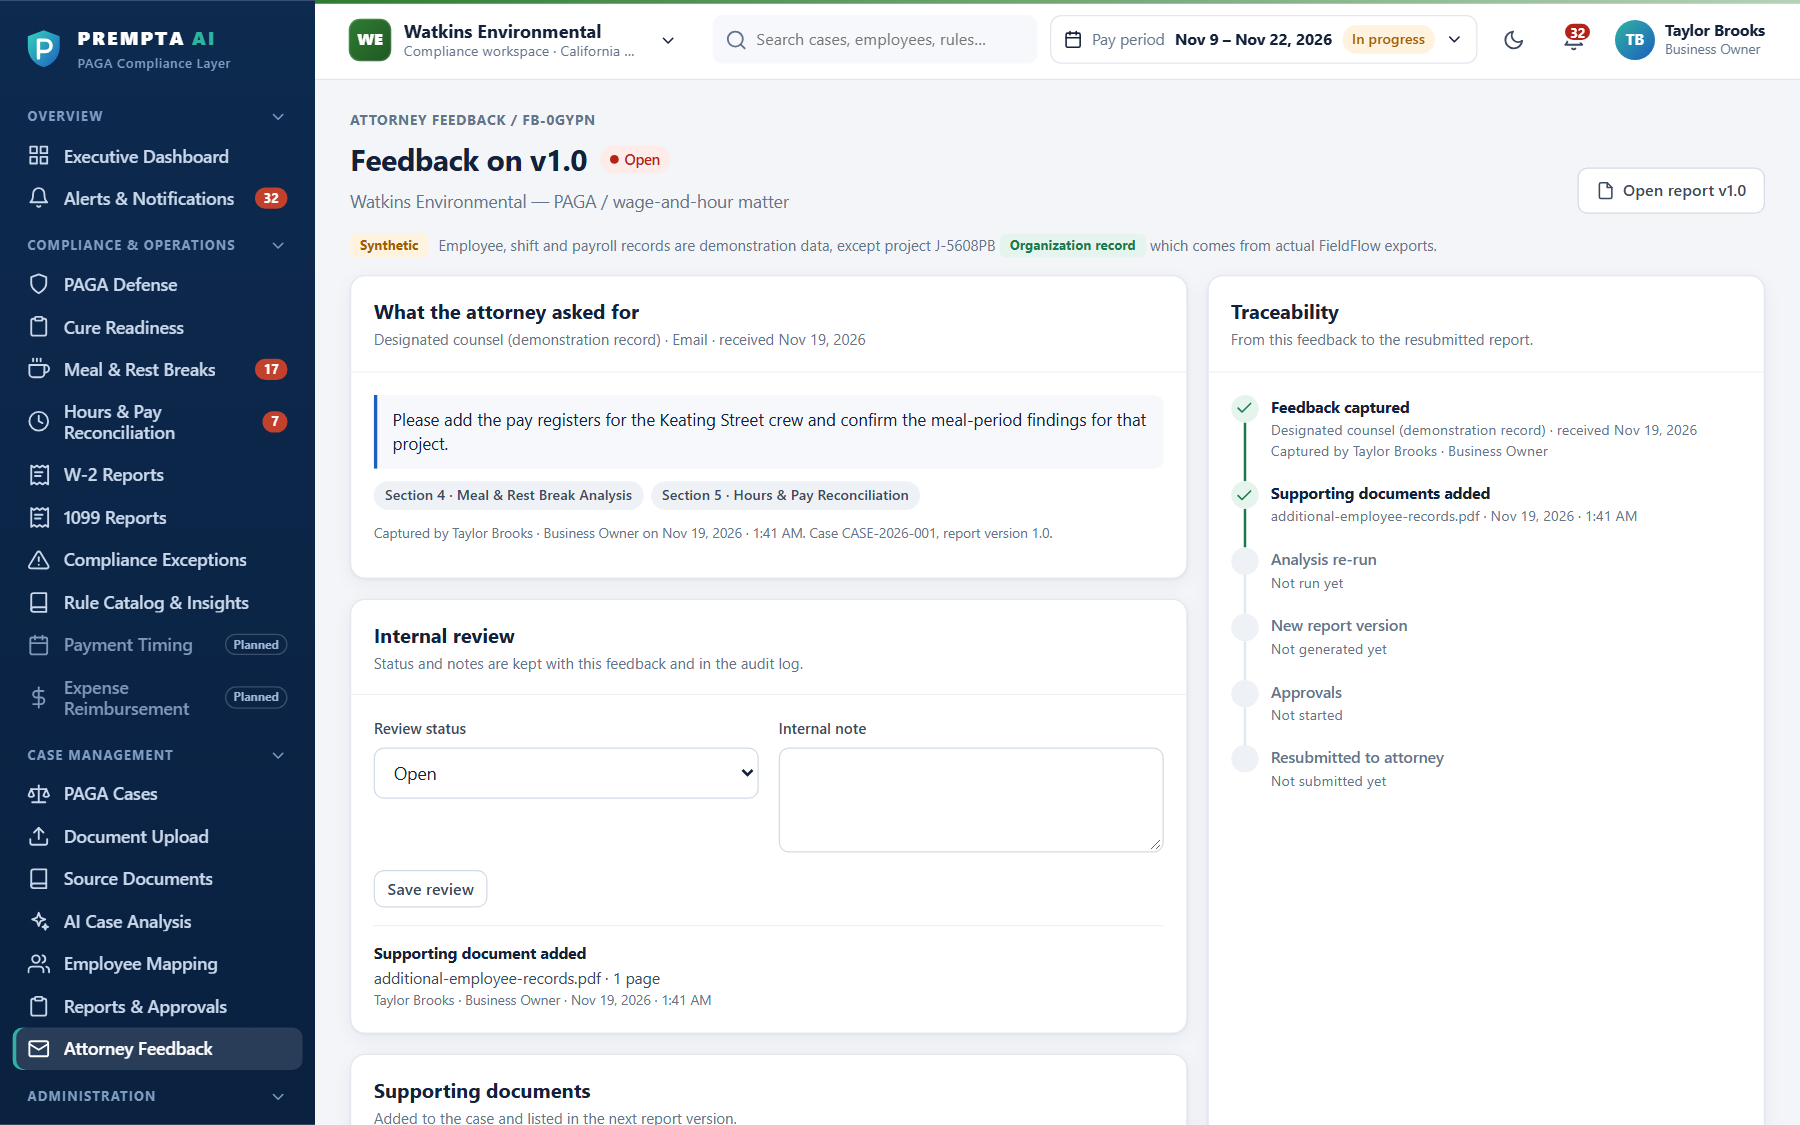 PREMPTA AI
PAGA Compliance Layer
OVERVIEW
Executive Dashboard
Alerts & Notifications 32
COMPLIANCE & OPERATIONS
PAGA Defense
Cure Readiness
Meal & Rest Breaks 17
Hours & Pay Reconciliation 7
W-2 Reports
1099 Reports
Compliance Exceptions
Rule Catalog & Insights
Payment Timing Planned
Expense Reimbursement Planned
CASE MANAGEMENT
PAGA Cases
Document Upload
Source Documents
AI Case Analysis
Employee Mapping
Reports & Approvals
Attorney Feedback
ADMINISTRATION
WE
Watkins Environmental
Compliance workspace · California ...
Search cases, employees, rules...
Pay period Nov 9 – Nov 22, 2026 In progress
32
TB
Taylor Brooks
Business Owner
ATTORNEY FEEDBACK / FB-0GYPN
Feedback on v1.0 Open
Watkins Environmental — PAGA / wage-and-hour matter
Open report v1.0
Synthetic Employee, shift and payroll records are demonstration data, except project J-5608PB Organization record which comes from actual FieldFlow exports.
What the attorney asked for
Designated counsel (demonstration record) · Email · received Nov 19, 2026
Please add the pay registers for the Keating Street crew and confirm the meal-period findings for that
project.
Section 4 · Meal & Rest Break Analysis Section 5 · Hours & Pay Reconciliation
Captured by Taylor Brooks · Business Owner on Nov 19, 2026 · 1:41 AM. Case CASE-2026-001, report version 1.0.
Internal review
Status and notes are kept with this feedback and in the audit log.
Review status
Open
Internal note
Save review
Supporting document added
additional-employee-records.pdf · 1 page
Taylor Brooks · Business Owner · Nov 19, 2026 · 1:41 AM
Supporting documents
Added to the case and listed in the next report version.
Traceability
From this feedback to the resubmitted report.
Feedback captured
Designated counsel (demonstration record) · received Nov 19, 2026
Captured by Taylor Brooks · Business Owner
Supporting documents added
additional-employee-records.pdf · Nov 19, 2026 · 1:41 AM
Analysis re-run
Not run yet
New report version
Not generated yet
Approvals
Not started
Resubmitted to attorney
Not submitted yet